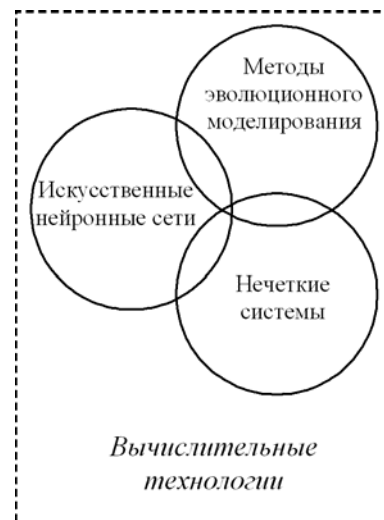 Методы
эволюционного
моделирования
Искусственные
нейронные сети
Нечеткие
системы
Вычислительные
технологии